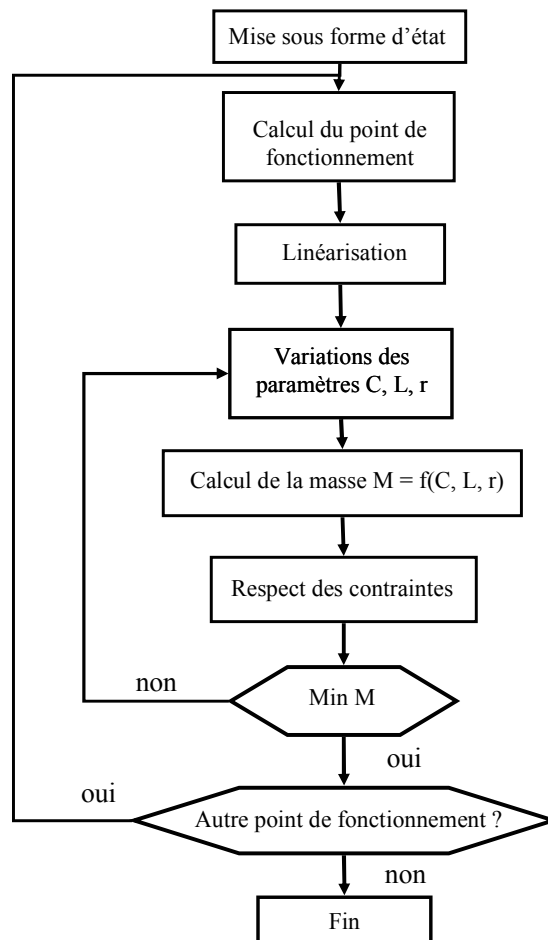 Mise sous forme d’état
Calcul du point de
fonctionnement
Linéarisation
Variations des
paramètres C, L, r
Calcul de la masse M = f(C, L, r)
Respect des contraintes
non
Min M
oui
oui
Autre point de fonctionnement ?
non
Fin